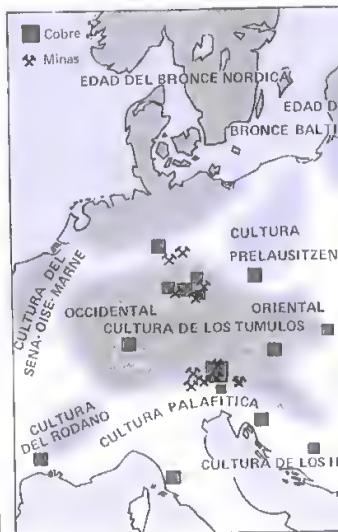 Cobre
Minas
EDAD DEL BRONCE NORDICA
EDAD D
BRONCE BALTI
CULTURA
PRELAUSITZEN
CULTURA DEL
SENA-OISE-MARNE
OCCIDENTAL
ORIENTAL
CULTURA DE LOS TUMULOS
CULTURA PALAFITICA
CULTURA
DEL RODANO
CULTURA DE LOS